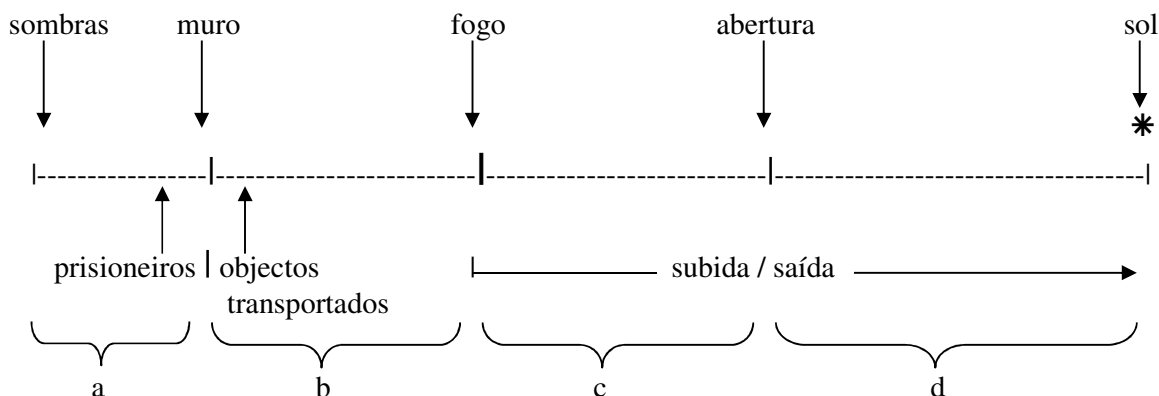 sombras muro fogo abertura sol
prisioneiros objectos subida / saída
transportados
a b c d